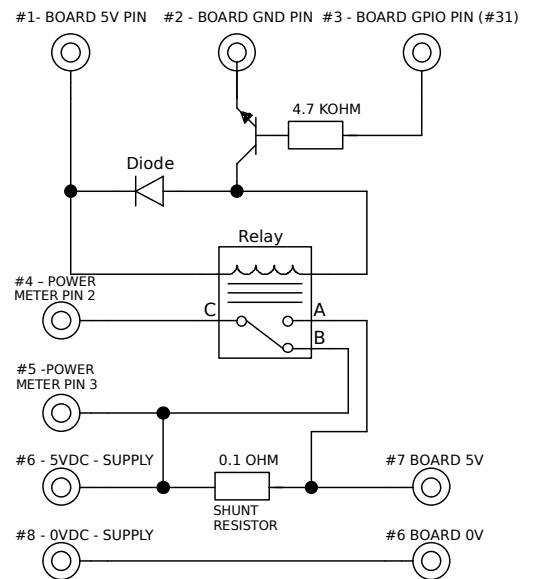 #1- BOARD 5V PIN
#2 - BOARD GND PIN
#3 - BOARD GPIO PIN (#31)
4.7 KOHM
Diode
Relay
#4 – POWER
METER PIN 2
C
A
B
#5 -POWER
METER PIN 3
#6 - 5VDC - SUPPLY
0.1 OHM
#7 BOARD 5V
SHUNT
RESISTOR
#8 - 0VDC - SUPPLY
#6 BOARD 0V